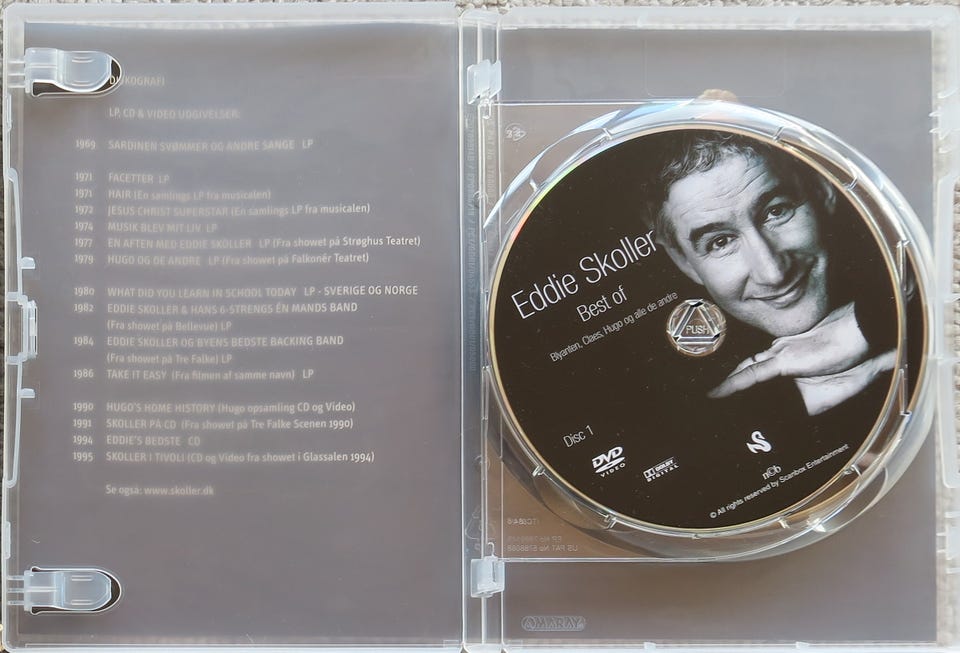 DISKOGRAFI
LP, CD & VIDEO UDGIVELSER:
1969 SARDINEN SVØMMER OG ANDRE SANGE LP
1971 FACETTER LP
1971 HAIR (En samlings LP fra musicalen)
1972 JESUS CHRIST SUPERSTAR (En samlings LP fra musicalen)
1974 MUSIK BLEV MIT LIV LP
1977 EN AFTEN MED EDDIE SKOLLER LP (Fra showet på Strøghus Teatret)
1979 HUGO OG DE ANDRE LP (Fra showet på Falkonér Teatret)
1980 WHAT DID YOU LEARN IN SCHOOL TODAY LP - SVERIGE OG NORGE
1982 EDDIE SKOLLER & HANS 6-STRENGS ÉN MANDS BAND
(Fra showet på Bellevue) LP
1984 EDDIE SKOLLER OG BYENS BEDSTE BACKING BAND
(Fra showet på Tre Falke) LP
1986 TAKE IT EASY (Fra filmen af samme navn) LP
1990 HUGO'S HOME HISTORY (Hugo opsamling CD og Video)
1991 SKOLLER PÅ CD (Fra showet på Tre Falke Scenen 1990)
1994 EDDIE'S BEDSTE CD
1995 SKOLLER I TIVOLI (CD og Video fra showet i Glassalen 1994)
Se også: www.skoller.dk
Eddie Skoller
Best of
Blyanten, Claes, Hugo og alle de andre
PUSH
Disc 1
DVD
VIDEO
DOLBY
DIGITAL
ncb
© All rights reserved by Scanbox Entertainment
US PAT No 5788068
AMARAY